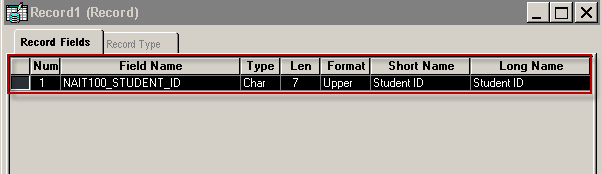 Record1 (Record)
Record Fields Record Type
Num Field Name Type Len Format Short Name Long Name
1 NAIT100_STUDENT_ID Char 7 Upper Student ID Student ID